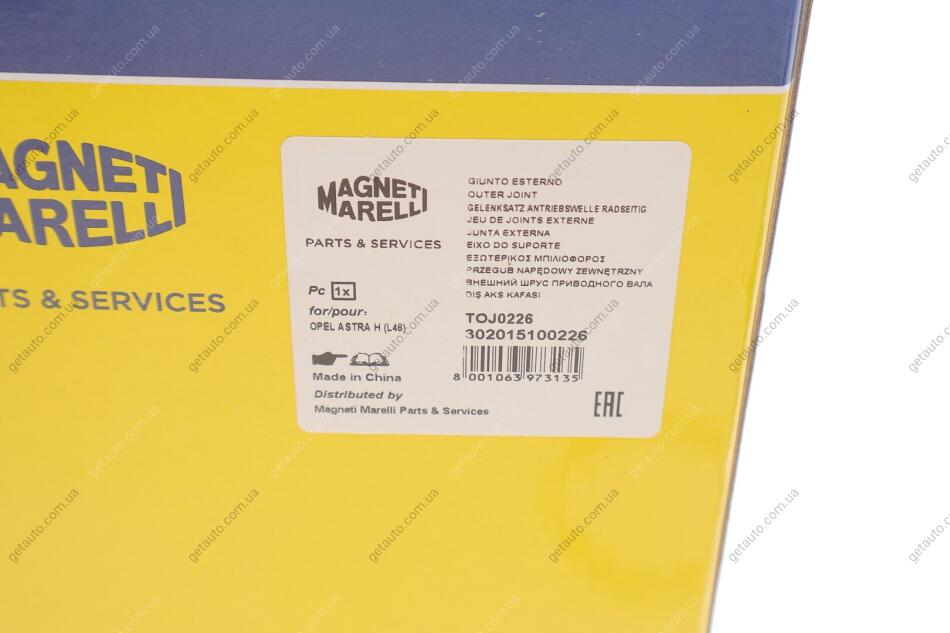 MAGNETI
MARELLI
PARTS & SERVICES
Pc 1x
for/pour:
OPEL ASTRA H (L48)
Made in China
Distributed by
Magneti Marelli Parts & Services
GIUNTO ESTERNO
OUTER JOINT
GELENKSATZ ANTRIEBSWELLE RADSEITIG
JEU DE JOINTS EXTERNE
JUNTA EXTERNA
EIXO DO SUPORTE
ΕΞΩΤΕΡΙΚΟΣ ΜΠΙΛΙΟΦΟΡΟΣ
PRZEGUB NAPĘDOWY ZEWNĘTRZNY
ВНЕШНИЙ ШРУС ПРИВОДНОГО ВАЛА
DIŞ AKS KAFASI
TOJ0226
302015100226
8 001063 973135
EAC
AGNETI
ARELLI
TS & SERVICES
getauto.com.ua